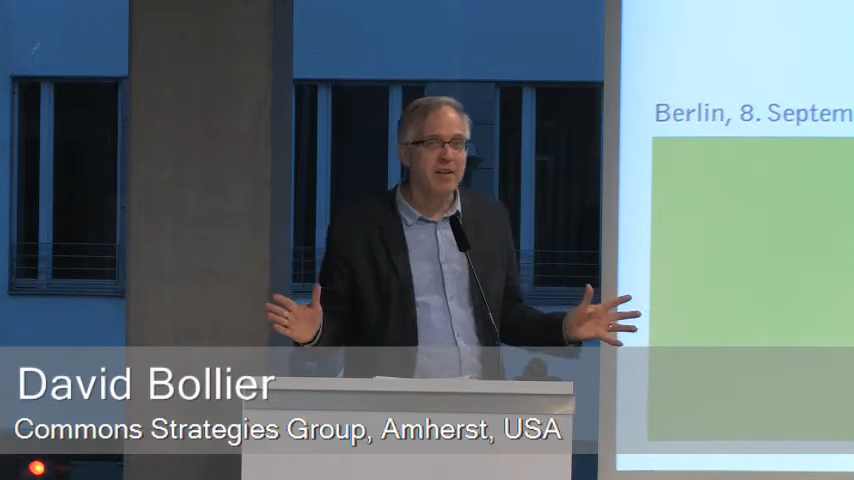 Berlin, 8. Septem
David Bollier
Commons Strategies Group, Amherst, USA